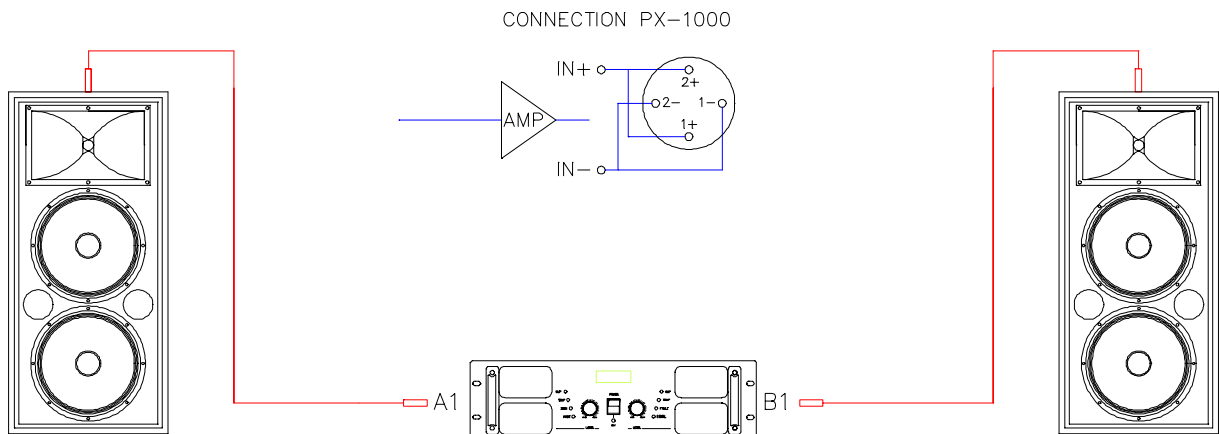 CONNECTION PX-1000
IN+
2+
AMP
2-
1-
1+
IN-
A1
B1